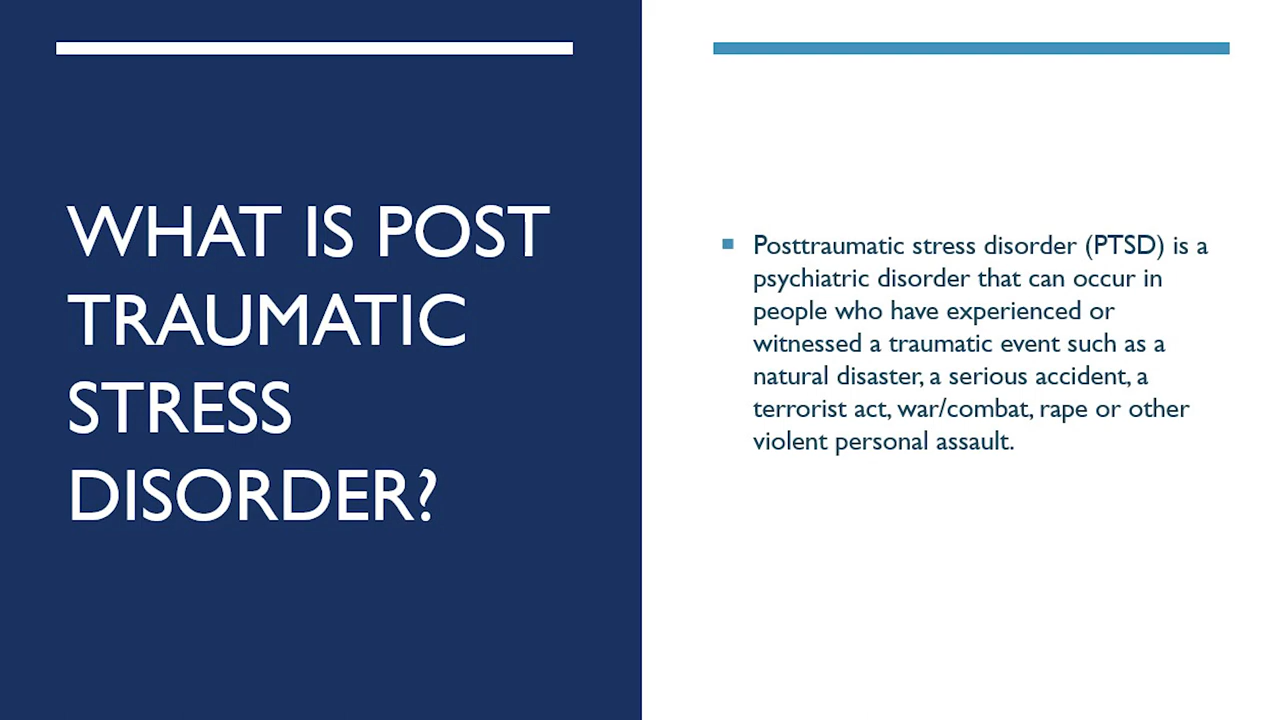 WHAT IS POST
TRAUMATIC
STRESS
DISORDER?
Posttraumatic stress disorder (PTSD) is a
psychiatric disorder that can occur in
people who have experienced or
witnessed a traumatic event such as a
natural disaster, a serious accident, a
terrorist act, war/combat, rape or other
violent personal assault.